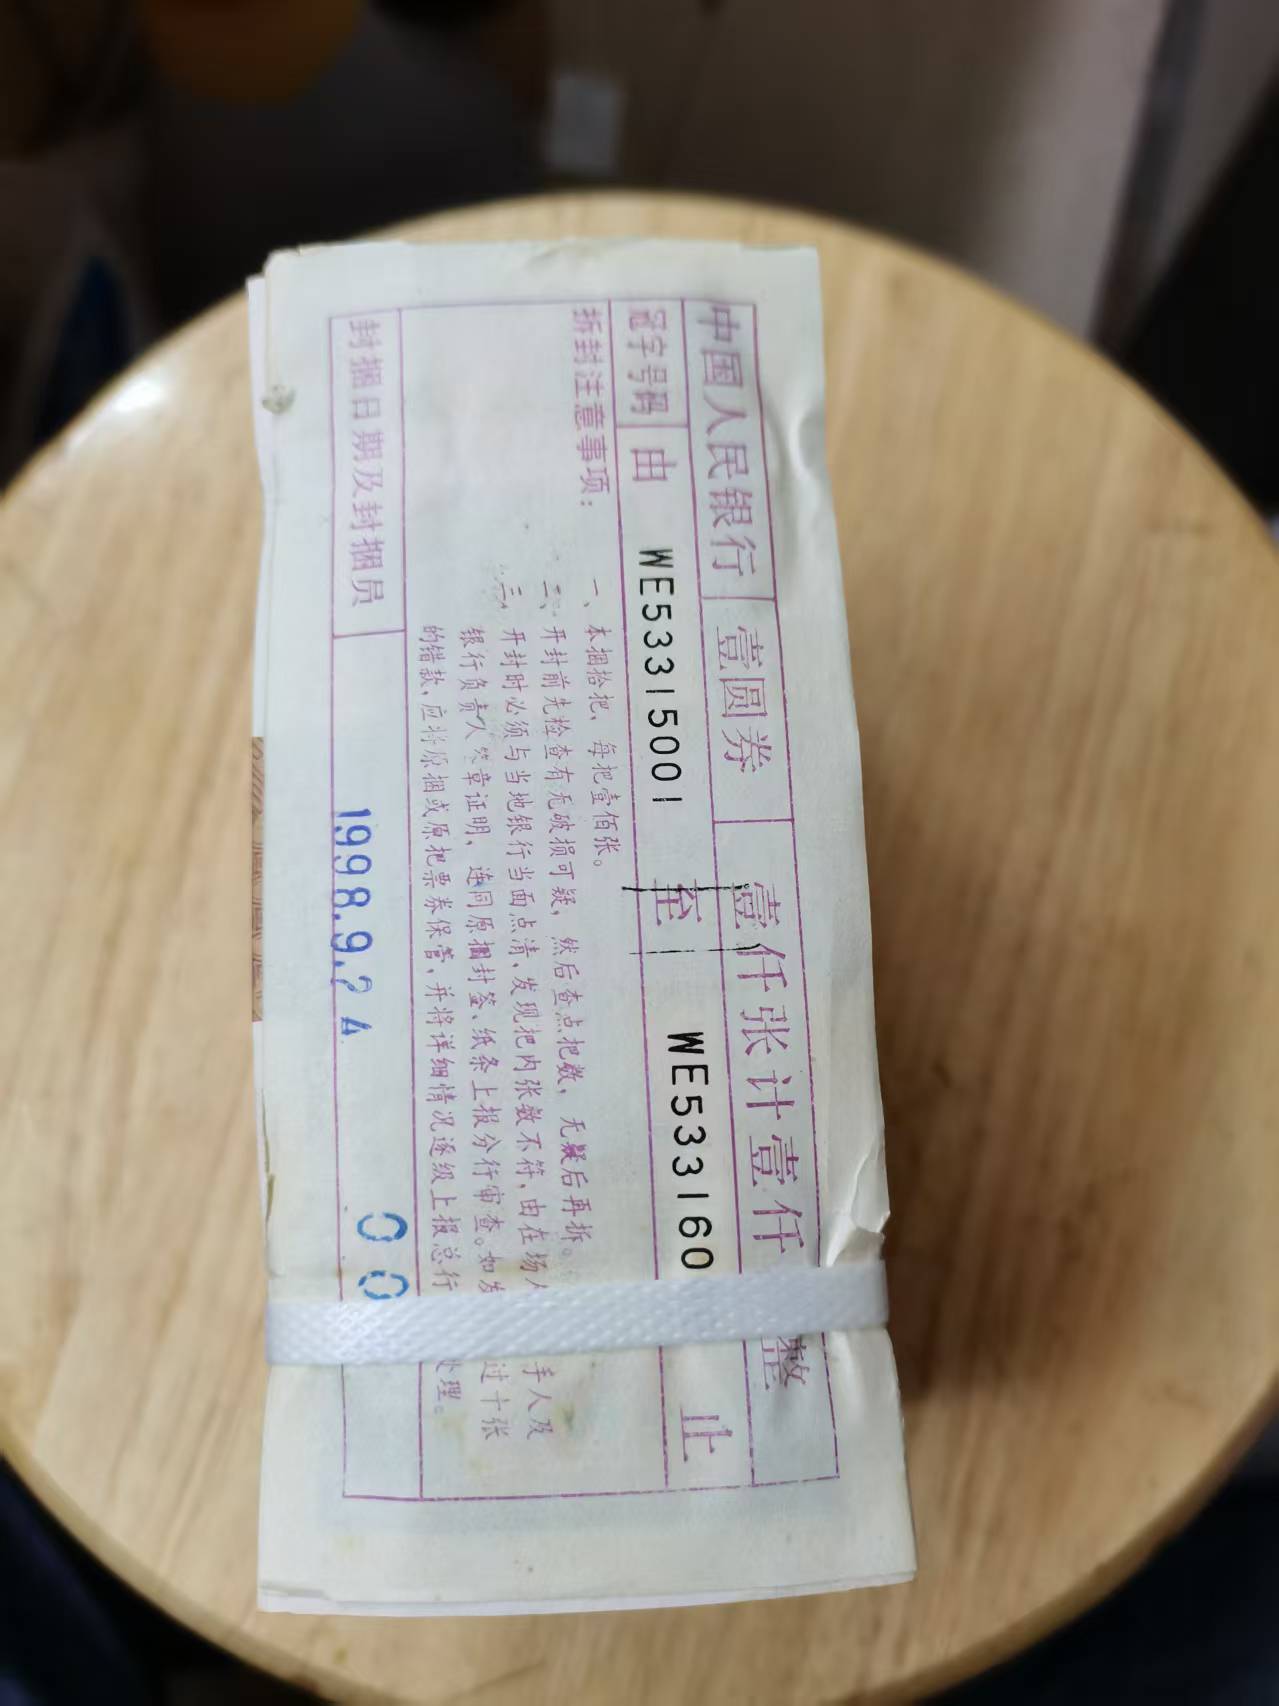 中国人民银行 壹圆券 壹仟张计壹仟 整
冠字号码 由 WE53315001 至 WE533160 止
拆封注意事项：
一、本捆拾把，每把壹佰张。
二、开封前先检查有无破损可疑，然后查点把数，无疑后再拆。
三、开封时必须与当地银行当面点清，发现把内张数不符，由在场 手人及
银行负责人签章证明，连同原捆封签、纸条上报分行审查。如发 过十张
的错款，应将原捆或原把票券保管，并将详细情况逐级上报总行 处理。
封捆日期及封捆员 1998.9.2 00